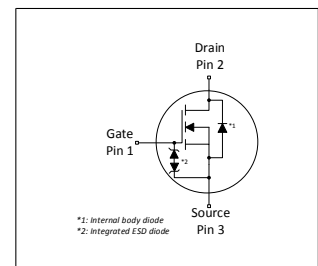 Drain
Pin 2
*1
Gate
Pin 1
*2
Source
Pin 3
*1: Internal body diode
*2: Integrated ESD diode